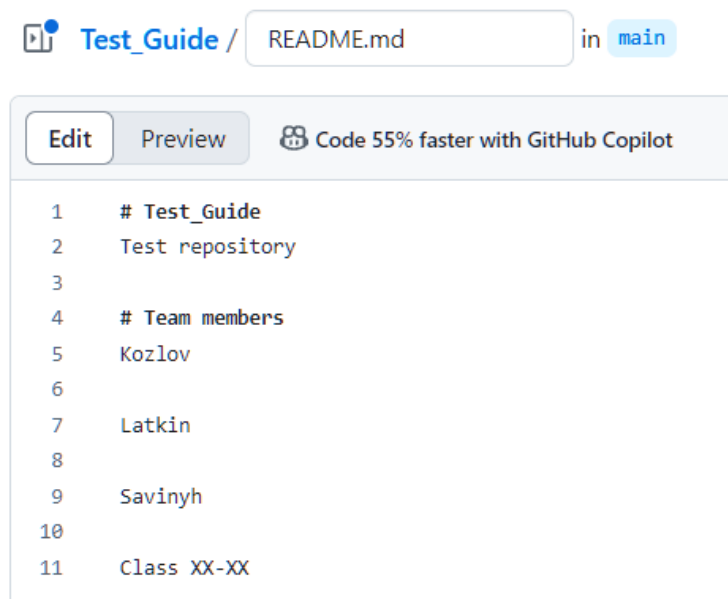 Test_Guide / README.md in main
Edit Preview Code 55% faster with GitHub Copilot
1 # Test_Guide
2 Test repository
3
4 # Team members
5 Kozlov
6
7 Latkin
8
9 Savinyh
10
11 Class XX-XX